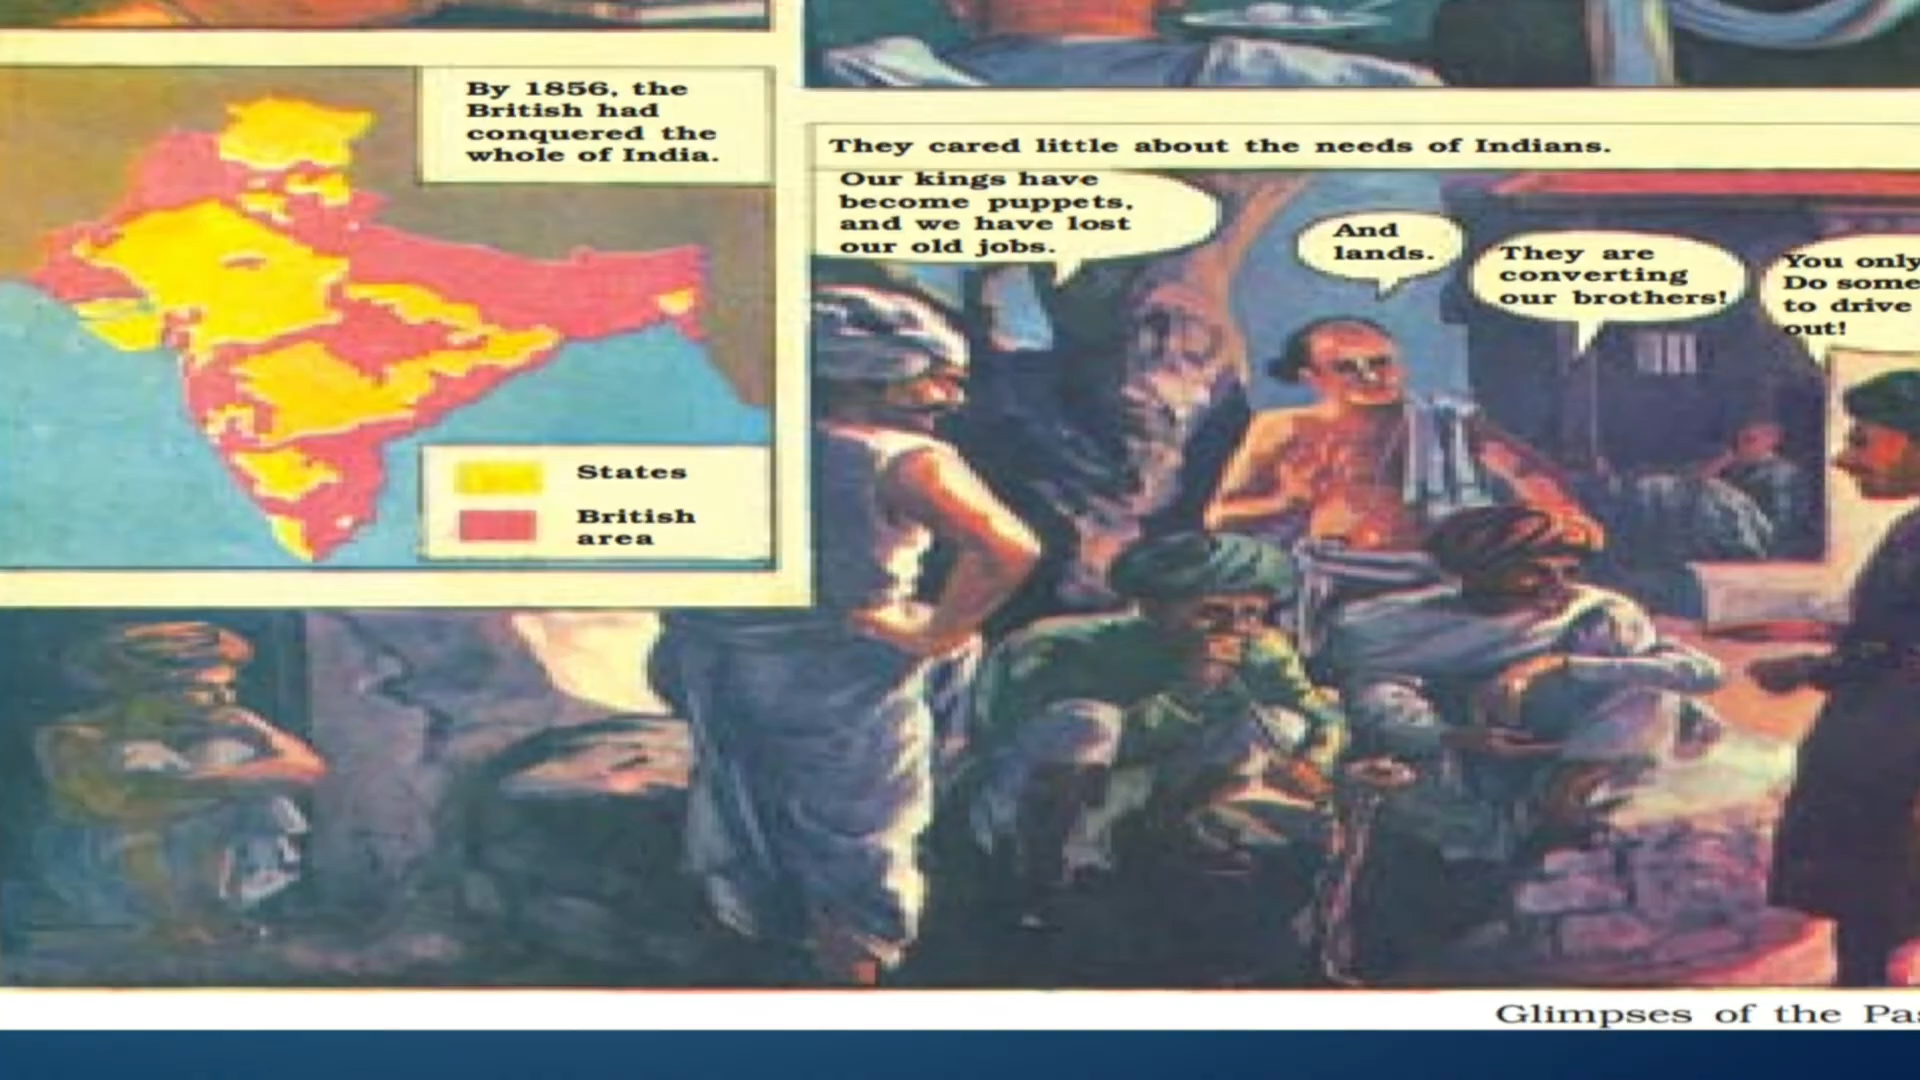 By 1856, the
British had
conquered the
whole of India.
States
British
area
They cared little about the needs of Indians.
Our kings have
become puppets,
and we have lost
our old jobs.
And
lands.
They are
converting
our brothers!
You only
Do some
to drive
out!
Glimpses of the Pas